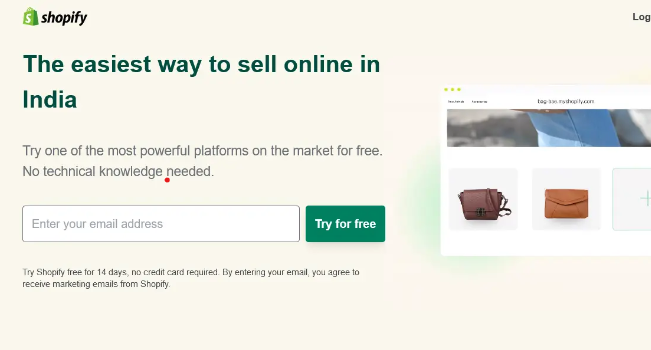 shopify
Log
The easiest way to sell online in
India
Try one of the most powerful platforms on the market for free.
No technical knowledge needed.
Enter your email address
Try for free
Try Shopify free for 14 days, no credit card required. By entering your email, you agree to
receive marketing emails from Shopify.
bag-bao.myshopify.com